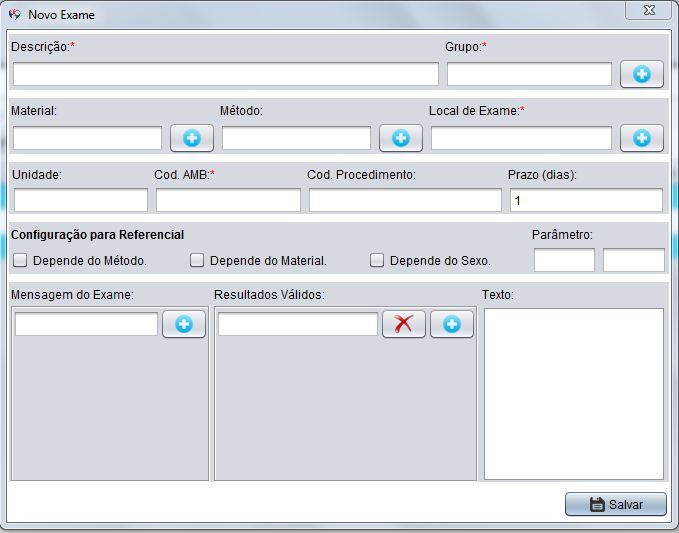 Novo Exame
Descrição:* Grupo:*
Material: Método: Local de Exame:*
Unidade: Cod. AMB:* Cod. Procedimento: Prazo (dias):
1
Configuração para Referencial Parâmetro:
Depende do Método. Depende do Material. Depende do Sexo.
Mensagem do Exame: Resultados Válidos: Texto:
Salvar